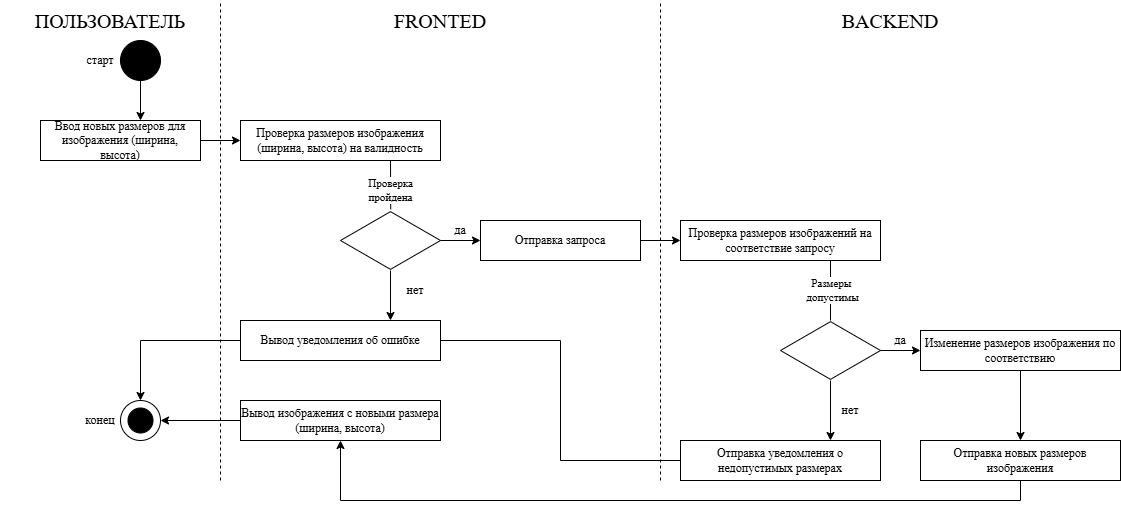 ПОЛЬЗОВАТЕЛЬ
FRONTED
BACKEND
старт
Ввод новых размеров для
изображения (ширина,
высота)
Проверка размеров изображения
(ширина, высота) на валидность
Проверка
пройдена
да
Отправка запроса
Проверка размеров изображений на
соответствие запросу
нет
Размеры
допустимы
Вывод уведомления об ошибке
да
Изменение размеров изображения по
соответствию
конец
Вывод изображения с новыми размера
(ширина, высота)
нет
Отправка уведомления о
недопустимых размерах
Отправка новых размеров
изображения